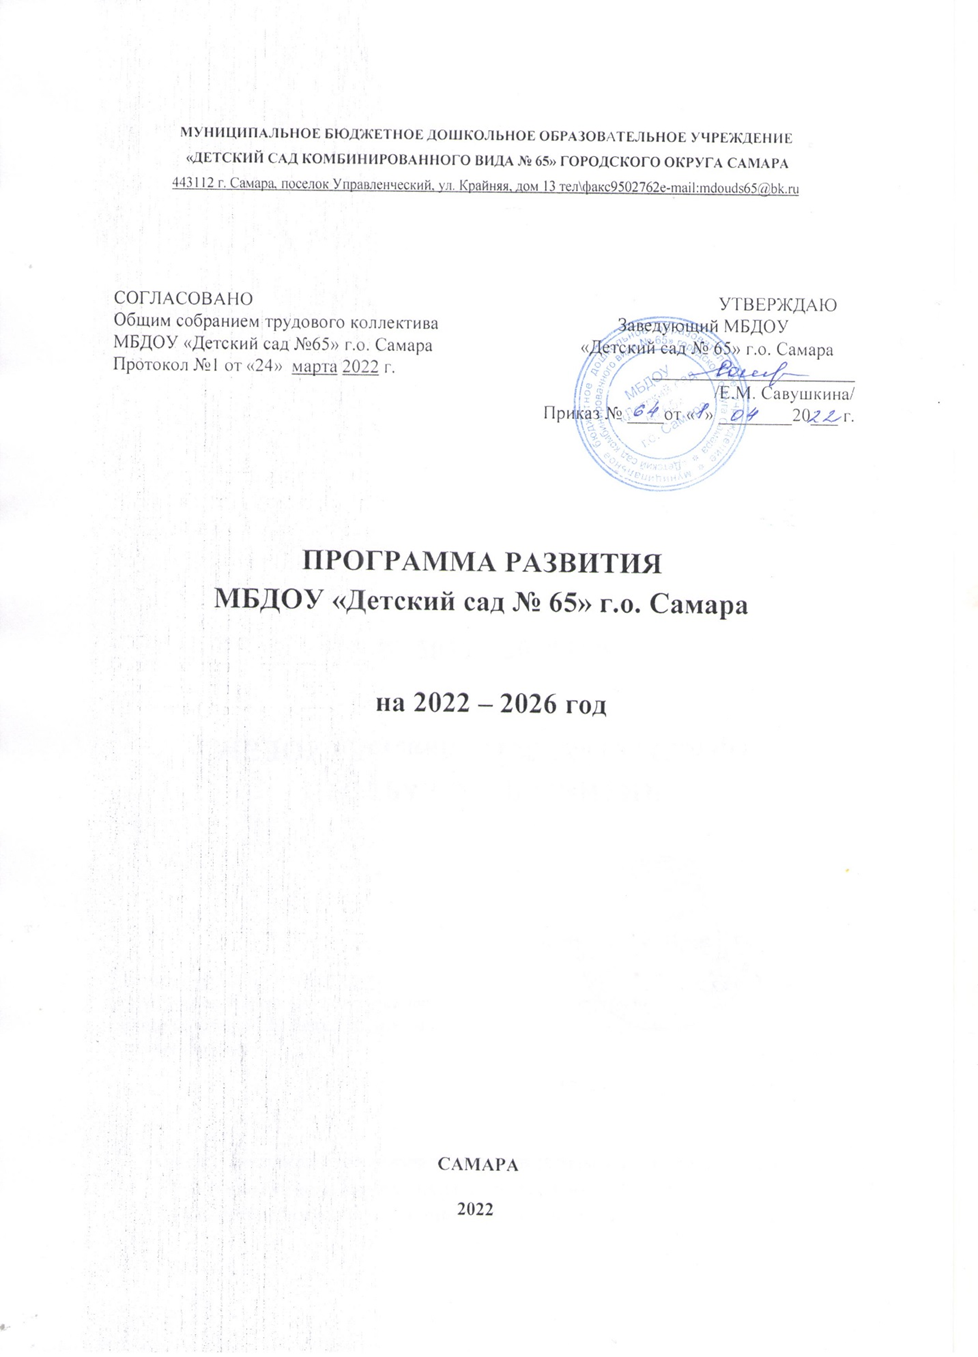 МУНИЦИПАЛЬНОЕ БЮДЖЕТНОЕ ДОШКОЛЬНОЕ ОБРАЗОВАТЕЛЬНОЕ УЧРЕЖДЕНИЕ
«ДЕТСКИЙ САД КОМБИНИРОВАННОГО ВИДА № 65» ГОРОДСКОГО ОКРУГА САМАРА
443112 г. Самара, поселок Управленческий, ул. Крайняя, дом 13 тел\факс9502762e-mail:mdouds65@bk.ru
СОГЛАСОВАНО
Общим собранием трудового коллектива
МБДОУ «Детский сад №65» г.о. Самара
Протокол №1 от «24» марта 2022 г.
УТВЕРЖДАЮ
Заведующий МБДОУ
«Детский сад № 65» г.о. Самара
/Е.М. Савушкина/
Приказ № 64 от «1» 04 2022 г.
МБДОУ
г.о. Самара
ПРОГРАММА РАЗВИТИЯ
МБДОУ «Детский сад № 65» г.о. Самара
на 2022 – 2026 год
САМАРА
2022